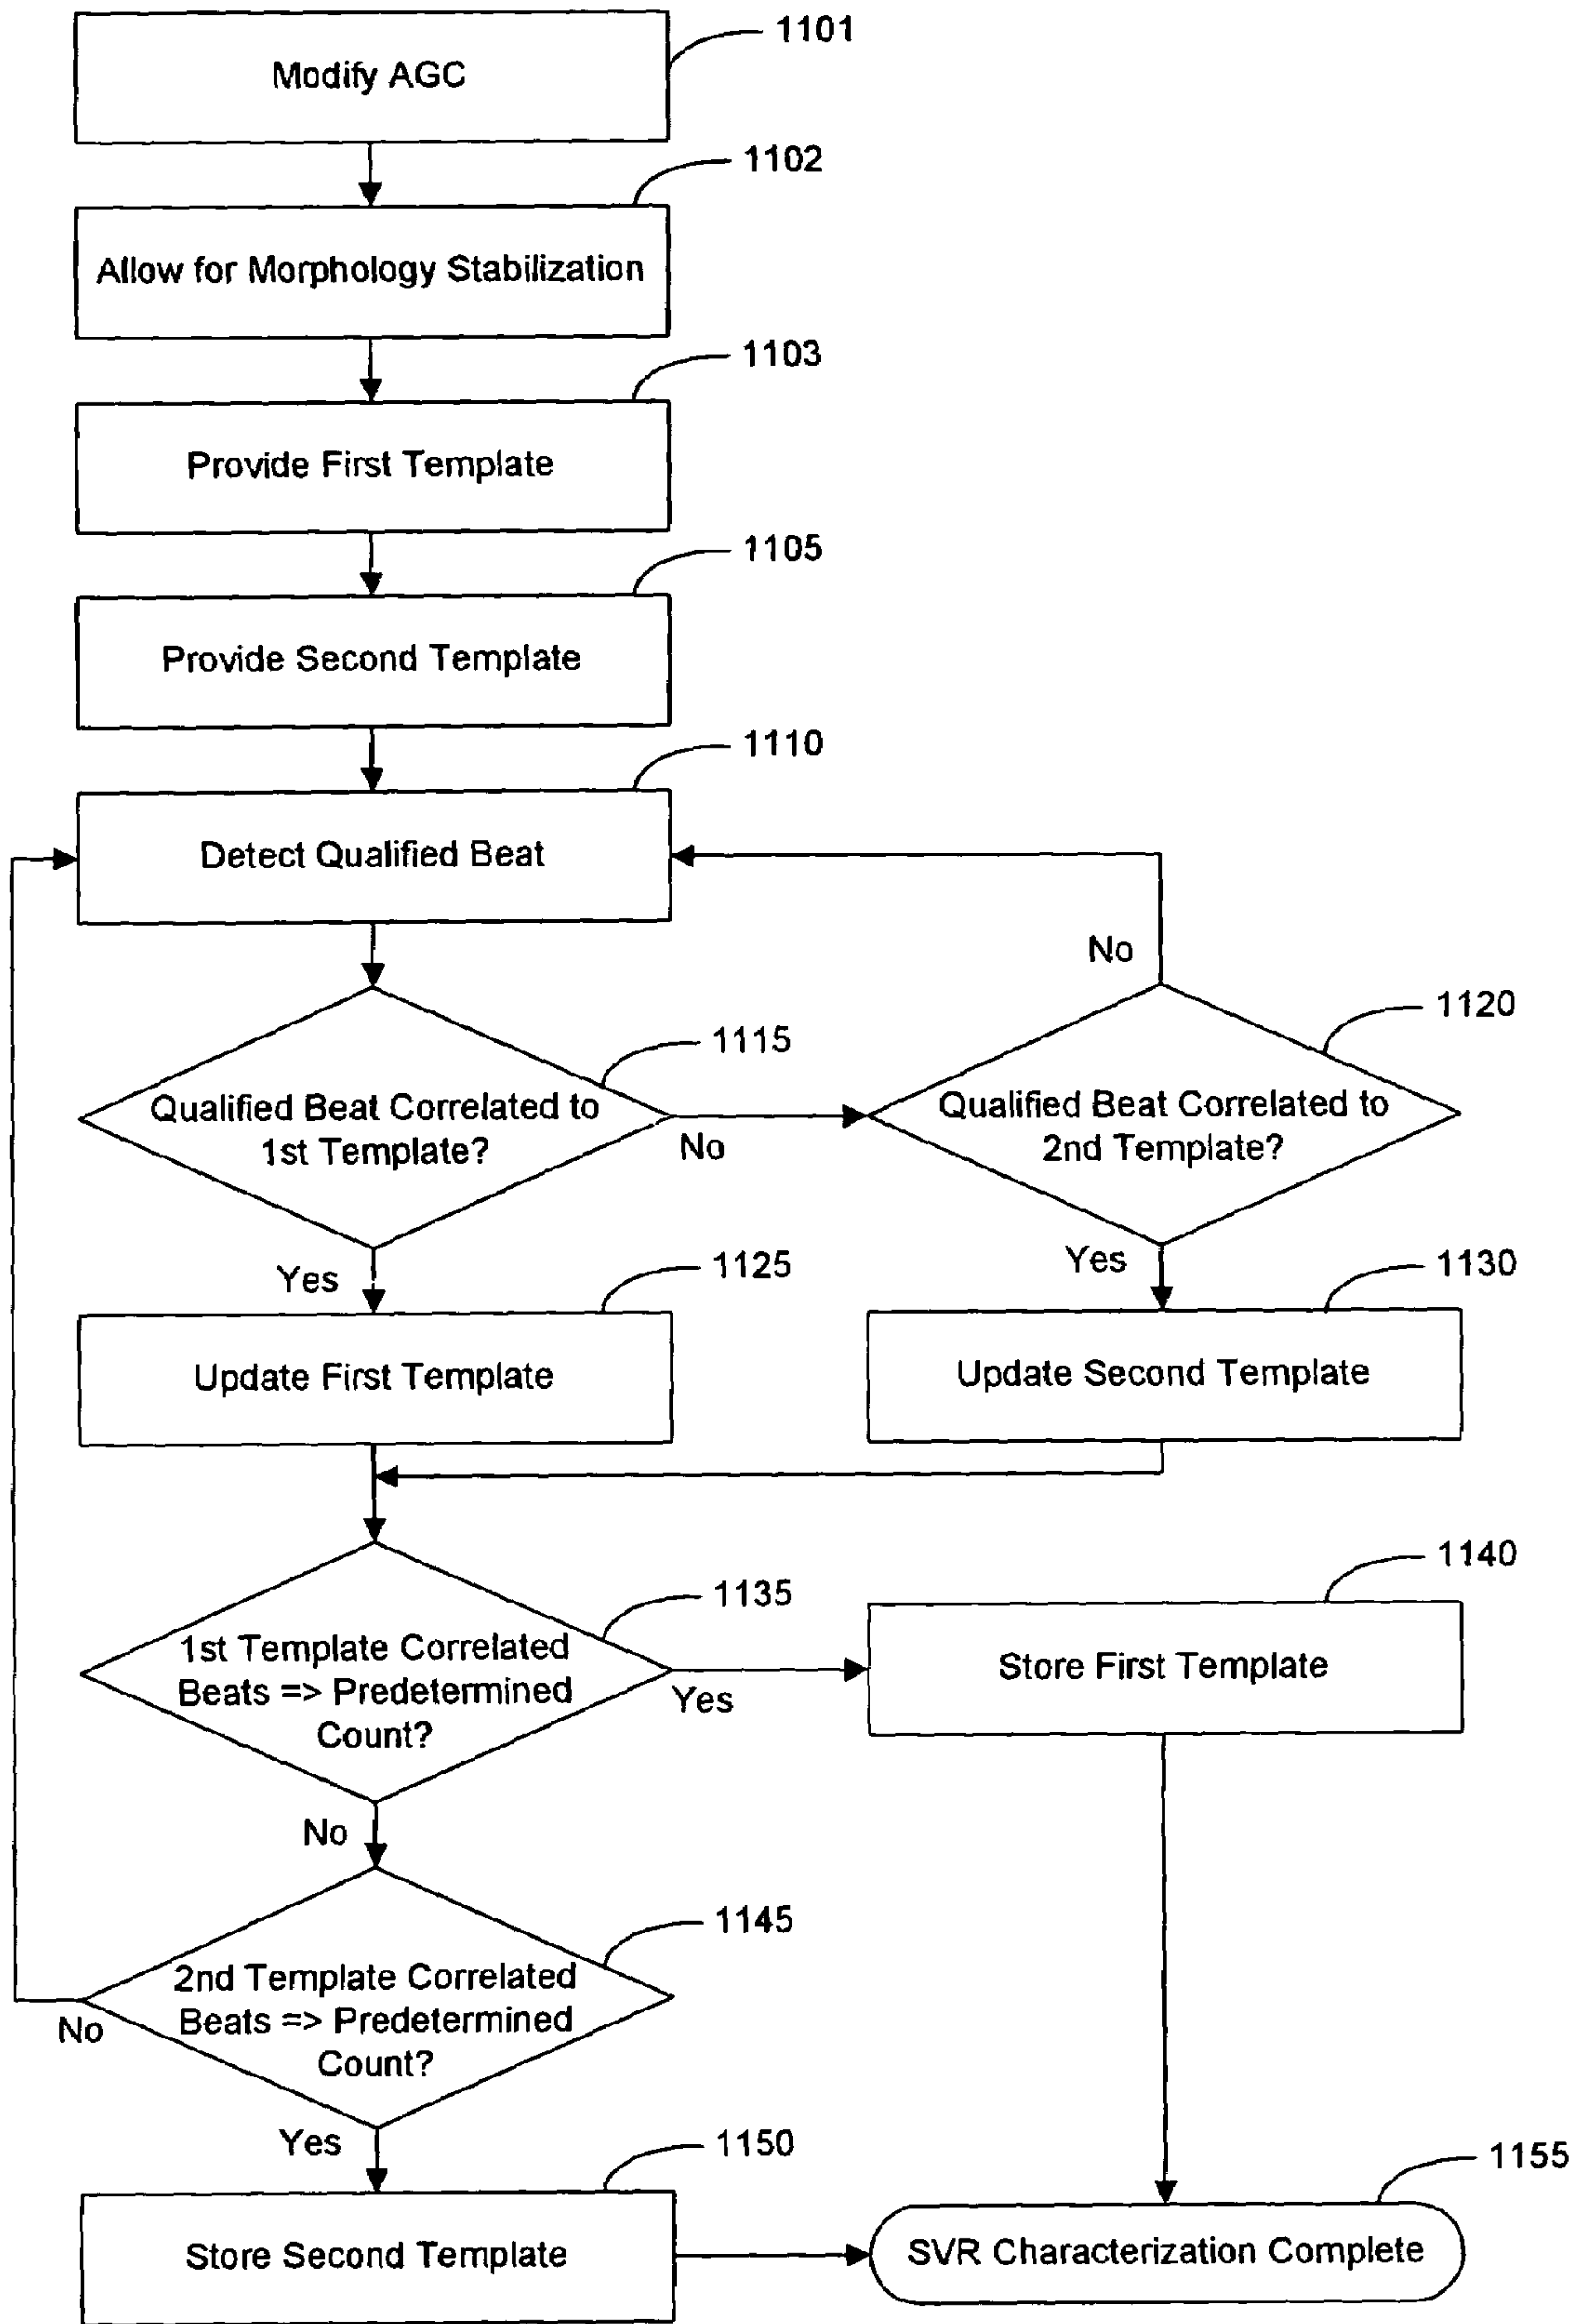 1101
Modify AGC
1102
Allow for Morphology Stabilization
1103
Provide First Template
1105
Provide Second Template
1110
Detect Qualified Beat
No
1120
1115
Qualified Beat Correlated to
1st Template?
No
Qualified Beat Correlated to
2nd Template?
Yes
1125
Yes
1130
Update First Template
Update Second Template
1140
1135
1st Template Correlated
Beats => Predetermined
Count?
Yes
Store First Template
No
1145
2nd Template Correlated
Beats => Predetermined
Count?
No
Yes
1150
1155
Store Second Template
SVR Characterization Complete